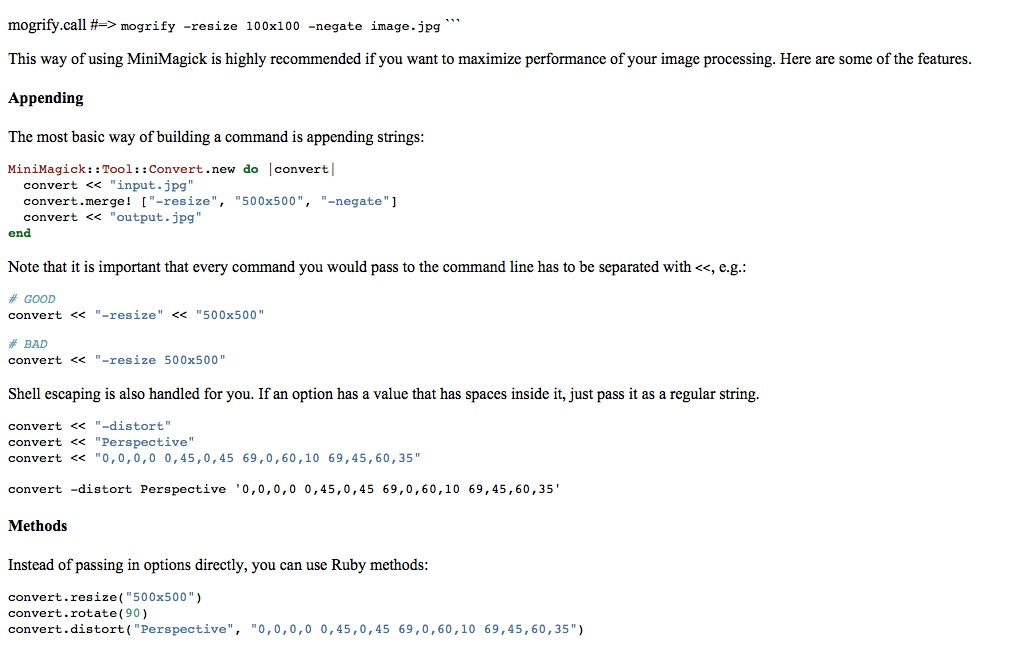 mogrify.call #=> mogrify -resize 100x100 -negate image.jpg ```
This way of using MiniMagick is highly recommended if you want to maximize performance of your image processing. Here are some of the features.
Appending
The most basic way of building a command is appending strings:
MiniMagick::Tool::Convert.new do |convert|
  convert << "input.jpg"
  convert.merge! ["-resize", "500x500", "-negate"]
  convert << "output.jpg"
end
Note that it is important that every command you would pass to the command line has to be separated with <<, e.g.:
# GOOD
convert << "-resize" << "500x500"
# BAD
convert << "-resize 500x500"
Shell escaping is also handled for you. If an option has a value that has spaces inside it, just pass it as a regular string.
convert << "-distort"
convert << "Perspective"
convert << "0,0,0,0 0,45,0,45 69,0,60,10 69,45,60,35"
convert -distort Perspective '0,0,0,0 0,45,0,45 69,0,60,10 69,45,60,35'
Methods
Instead of passing in options directly, you can use Ruby methods:
convert.resize("500x500")
convert.rotate(90)
convert.distort("Perspective", "0,0,0,0 0,45,0,45 69,0,60,10 69,45,60,35")